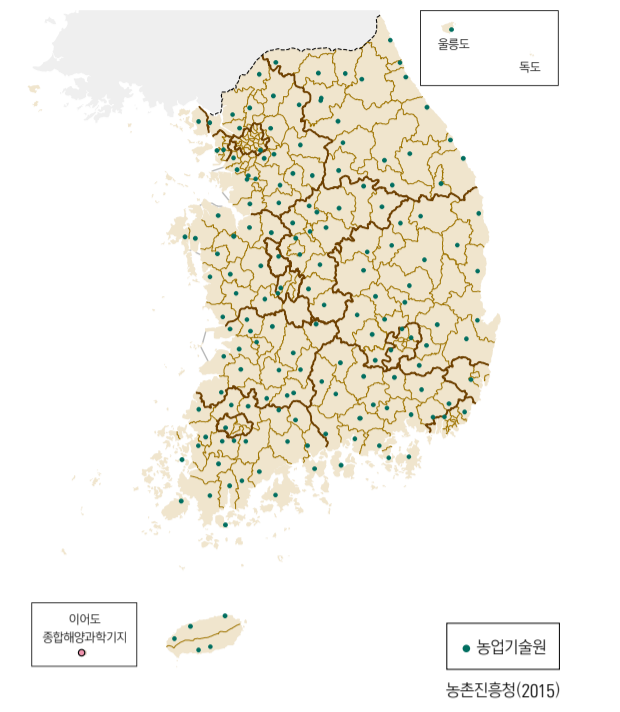 울릉도
독도
이어도
종합해양과학기지
농업기술원
농촌진흥청(2015)